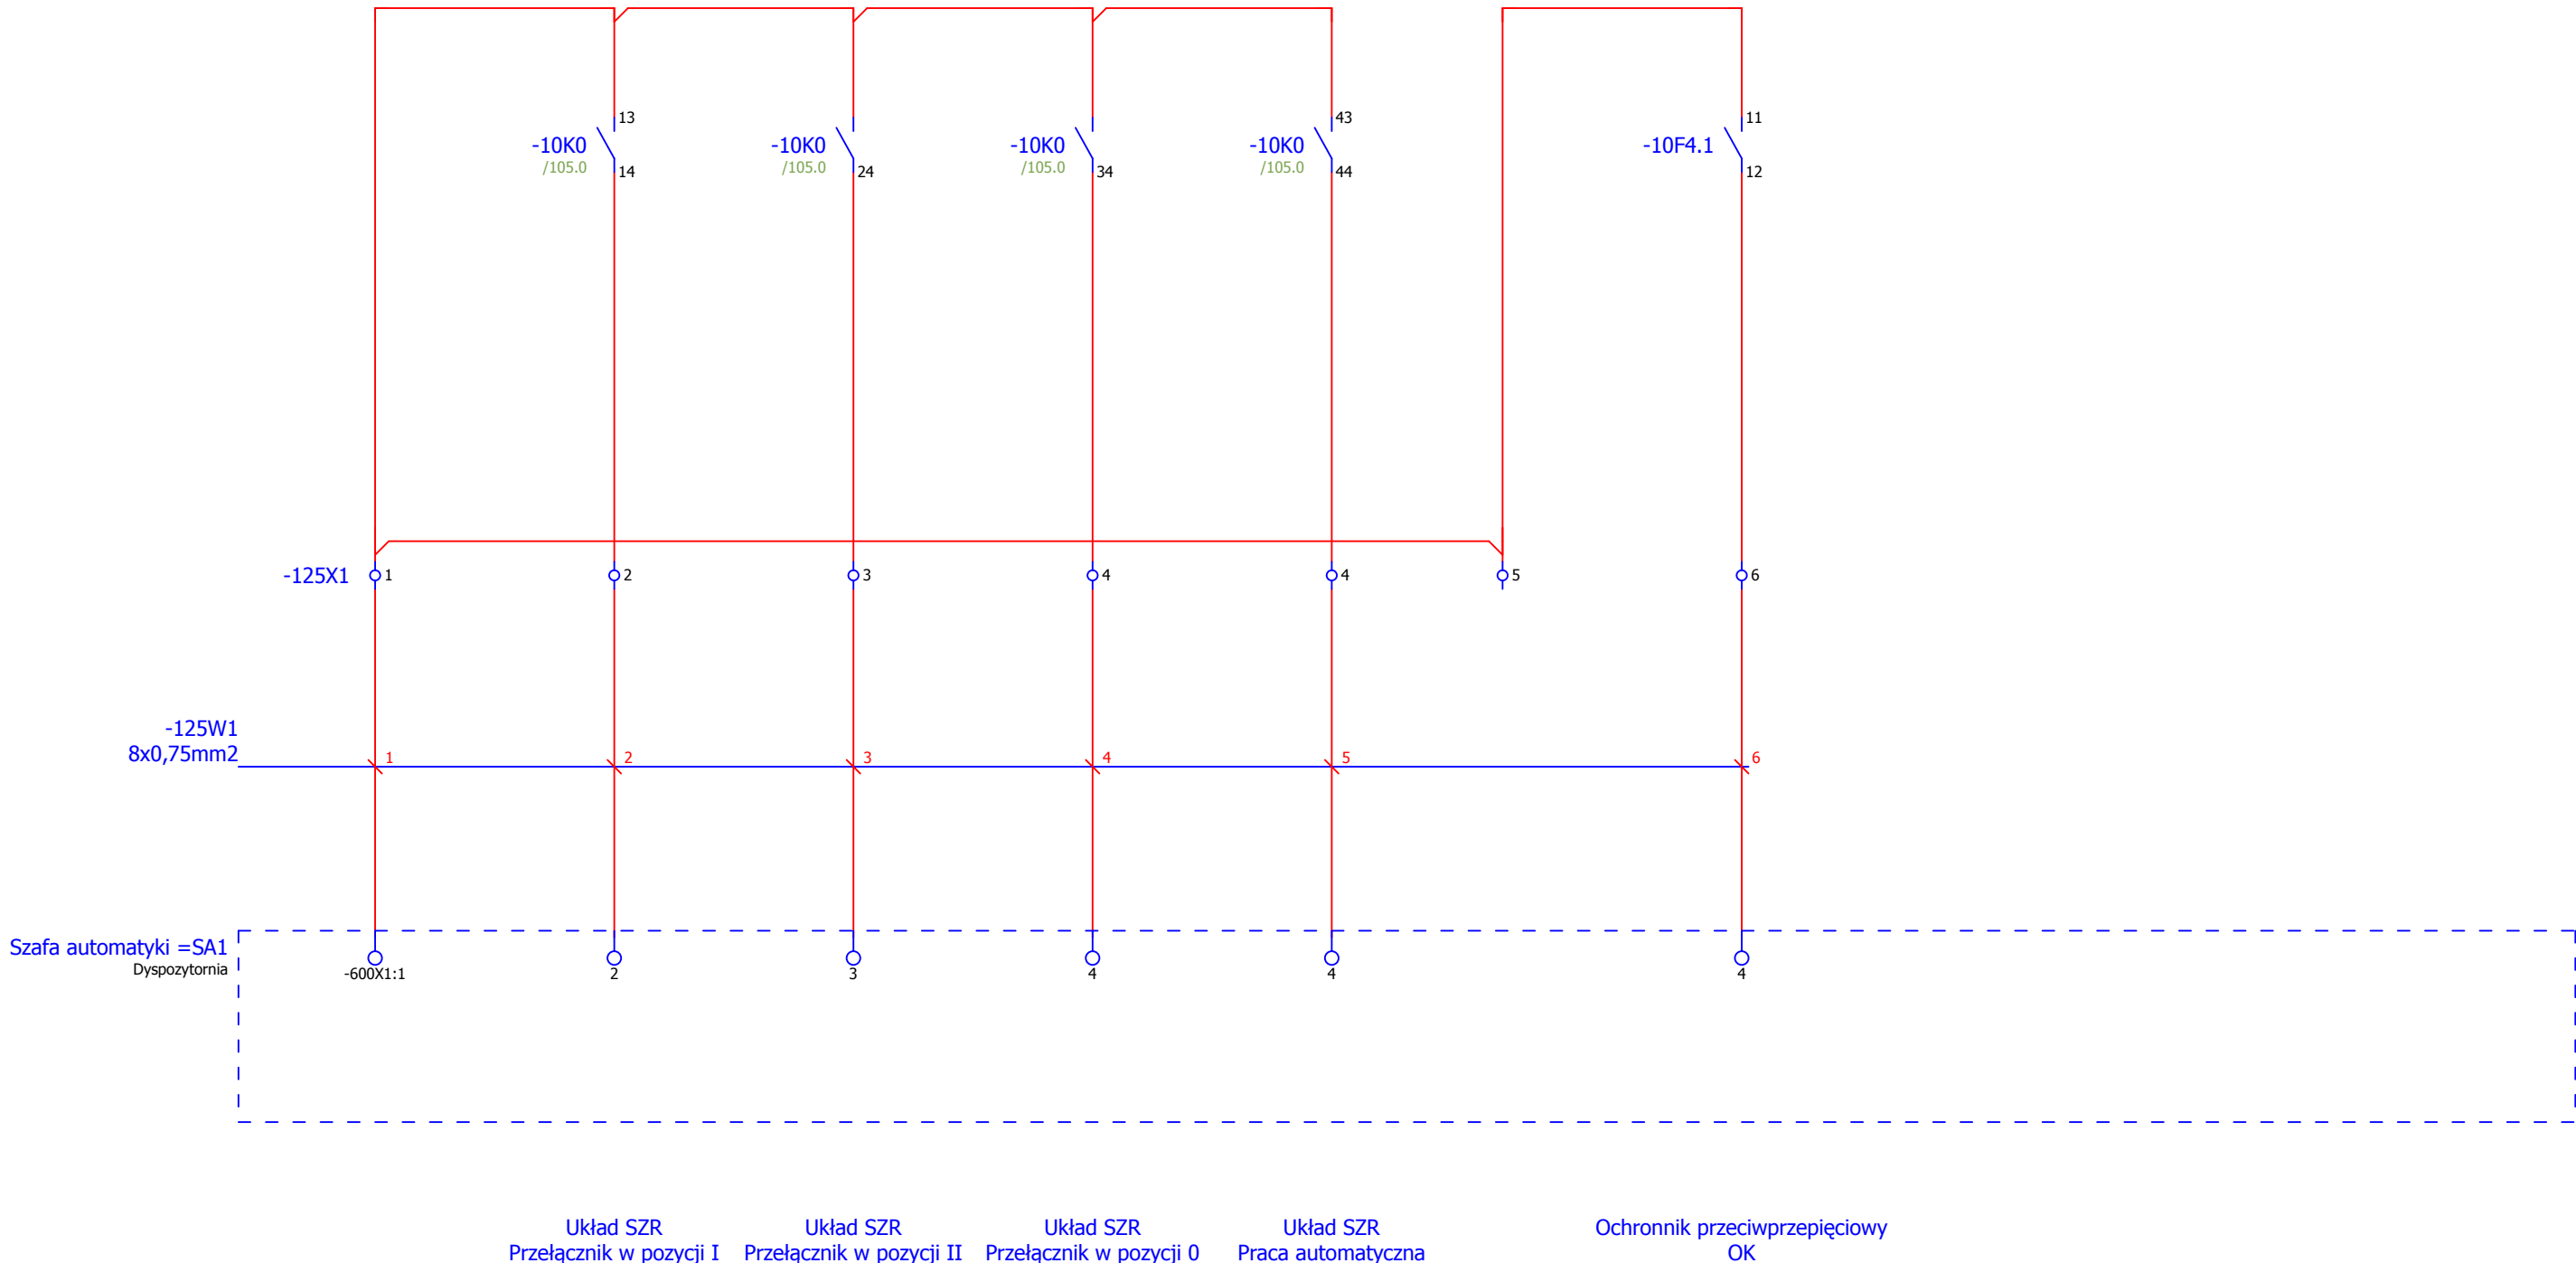 13
43
11
-10K0
-10K0
-10K0
-10K0
-10F4.1
/105.0
/105.0
/105.0
/105.0
14
24
34
44
12
-125X1
1
2
3
4
4
5
6
-125W1
8x0,75mm2
1
2
3
4
5
6
Szafa automatyki =SA1
Dyspozytornia
-600X1:1
2
3
4
4
4
Układ SZR
Przełącznik w pozycji I
Układ SZR
Przełącznik w pozycji II
Układ SZR
Przełącznik w pozycji 0
Układ SZR
Praca automatyczna
Ochronnik przeciwprzepięciowy
OK